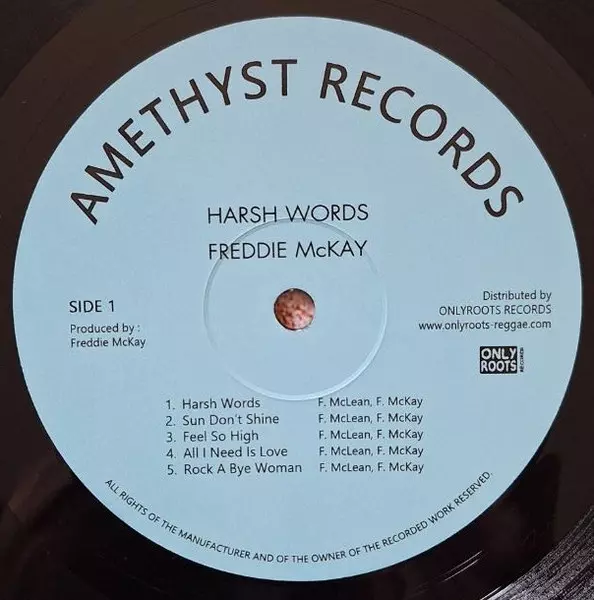 AMETHYST RECORDS
HARSH WORDS
FREDDIE McKAY
SIDE 1
Produced by :
Freddie McKay
Distributed by
ONLYROOTS RECORDS
www.onlyroots-reggae.com
ONLY
ROOTS
RECORDS
1. Harsh Words F. McLean, F. McKay
2. Sun Don't Shine F. McLean, F. McKay
3. Feel So High F. McLean, F. McKay
4. All I Need Is Love F. McLean, F. McKay
5. Rock A Bye Woman F. McLean, F. McKay
ALL RIGHTS OF THE MANUFACTURER AND OF THE OWNER OF THE RECORDED WORK RESERVED.